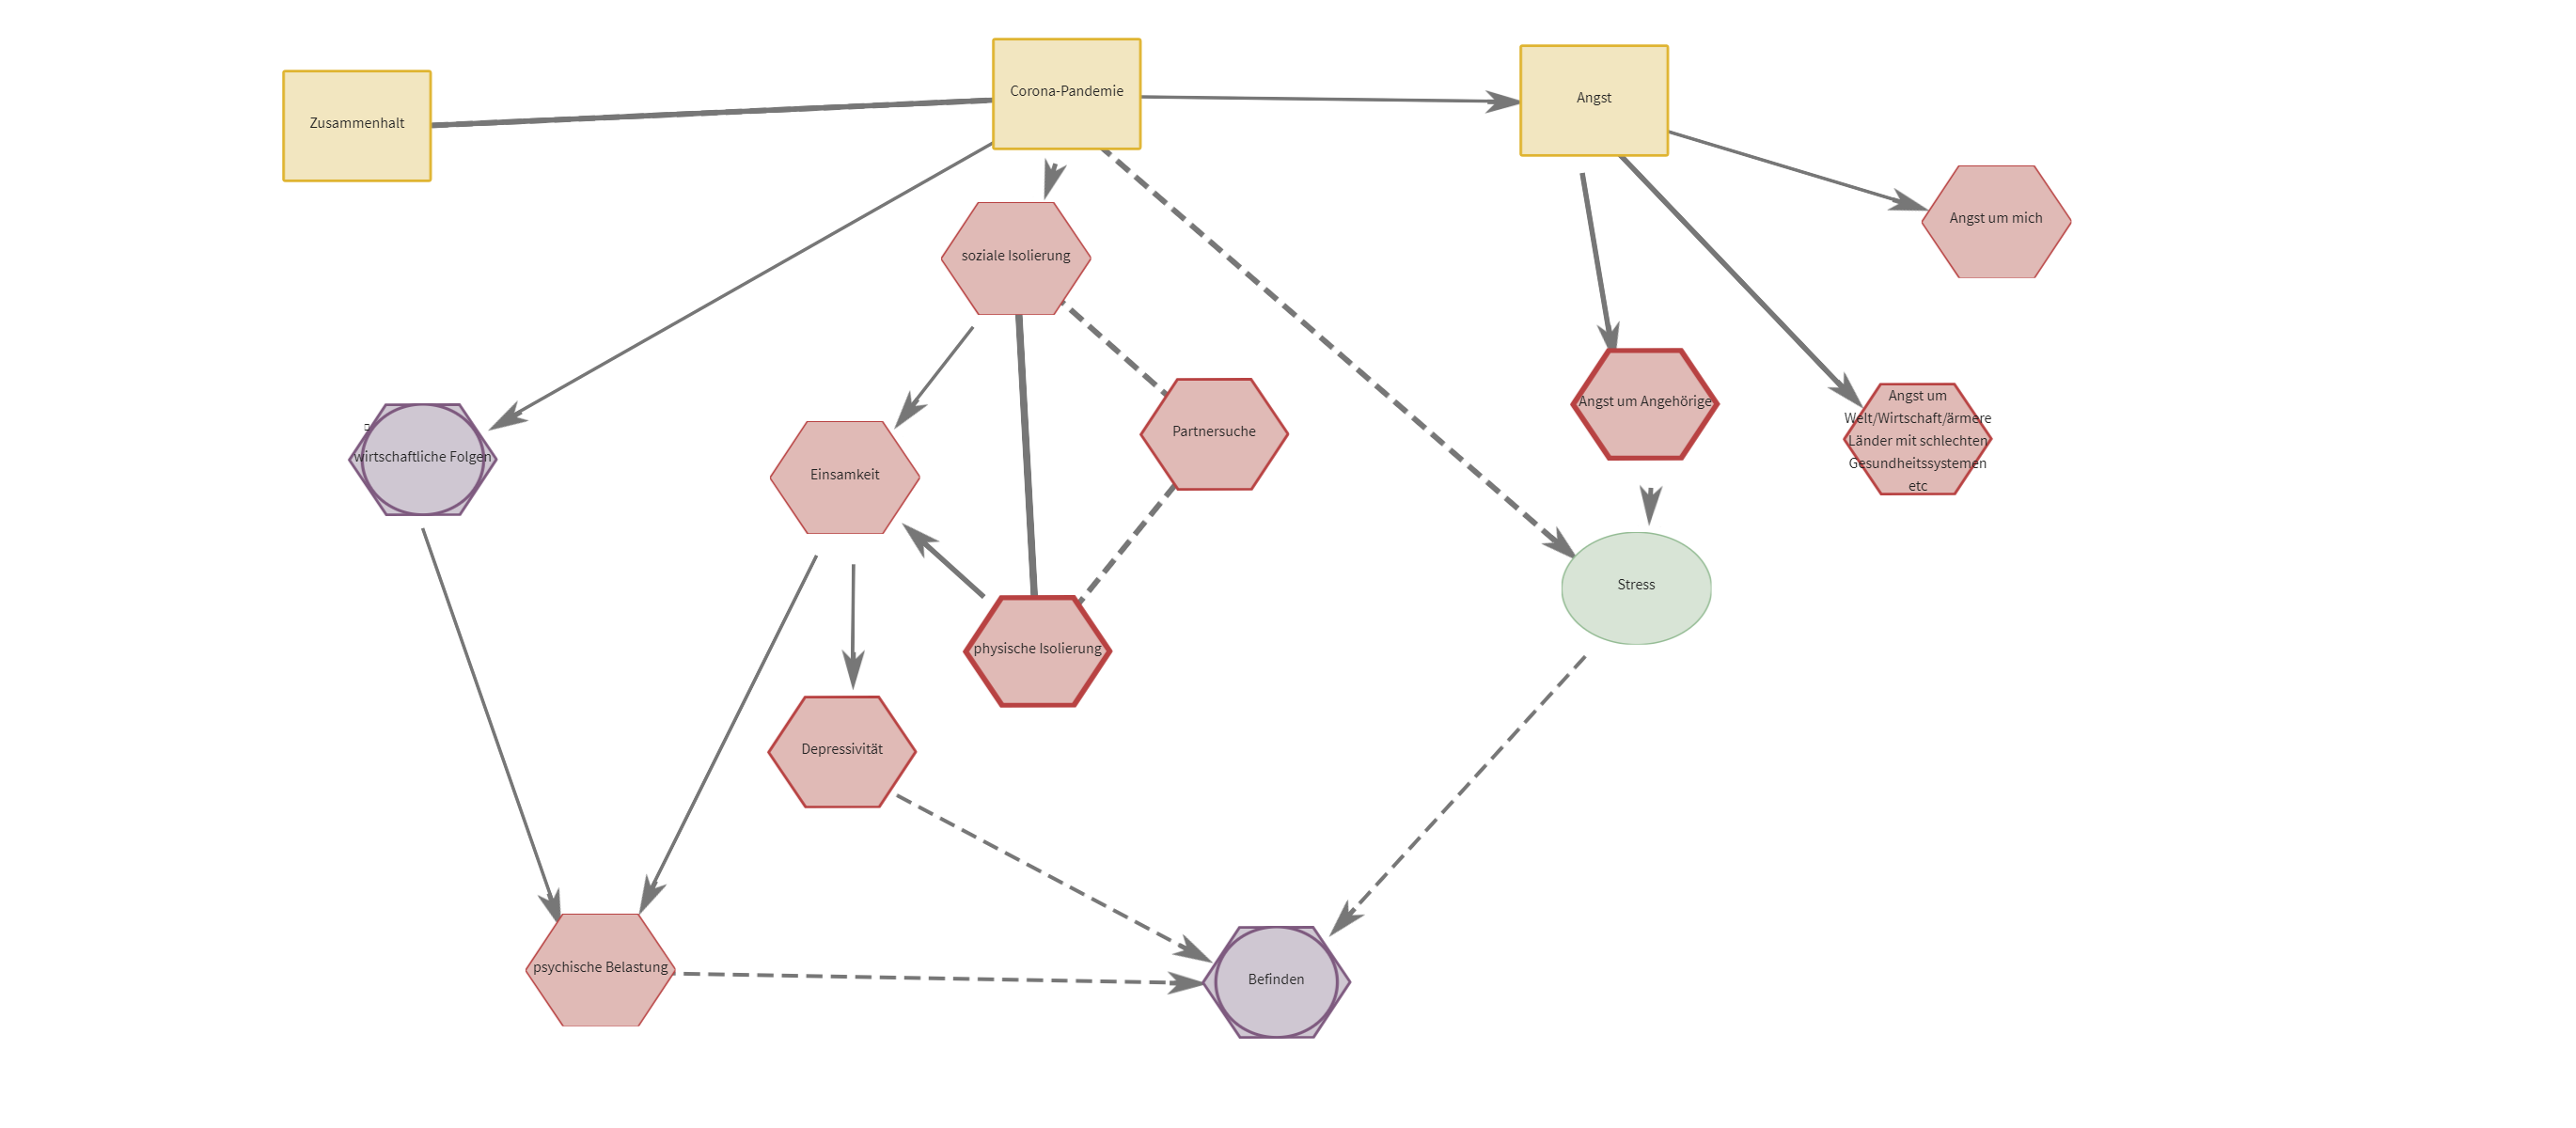 Corona-Pandemie
Angst
Zusammenhalt
Angst um mich
soziale Isolierung
Angst um Angehörige
Angst um
Welt/Wirtschaft/ärmere
Länder mit schlechten
Gesundheitssystemen
etc
Partnersuche
wirtschaftliche Folgen
Einsamkeit
Stress
physische Isolierung
Depressivität
psychische Belastung
Befinden